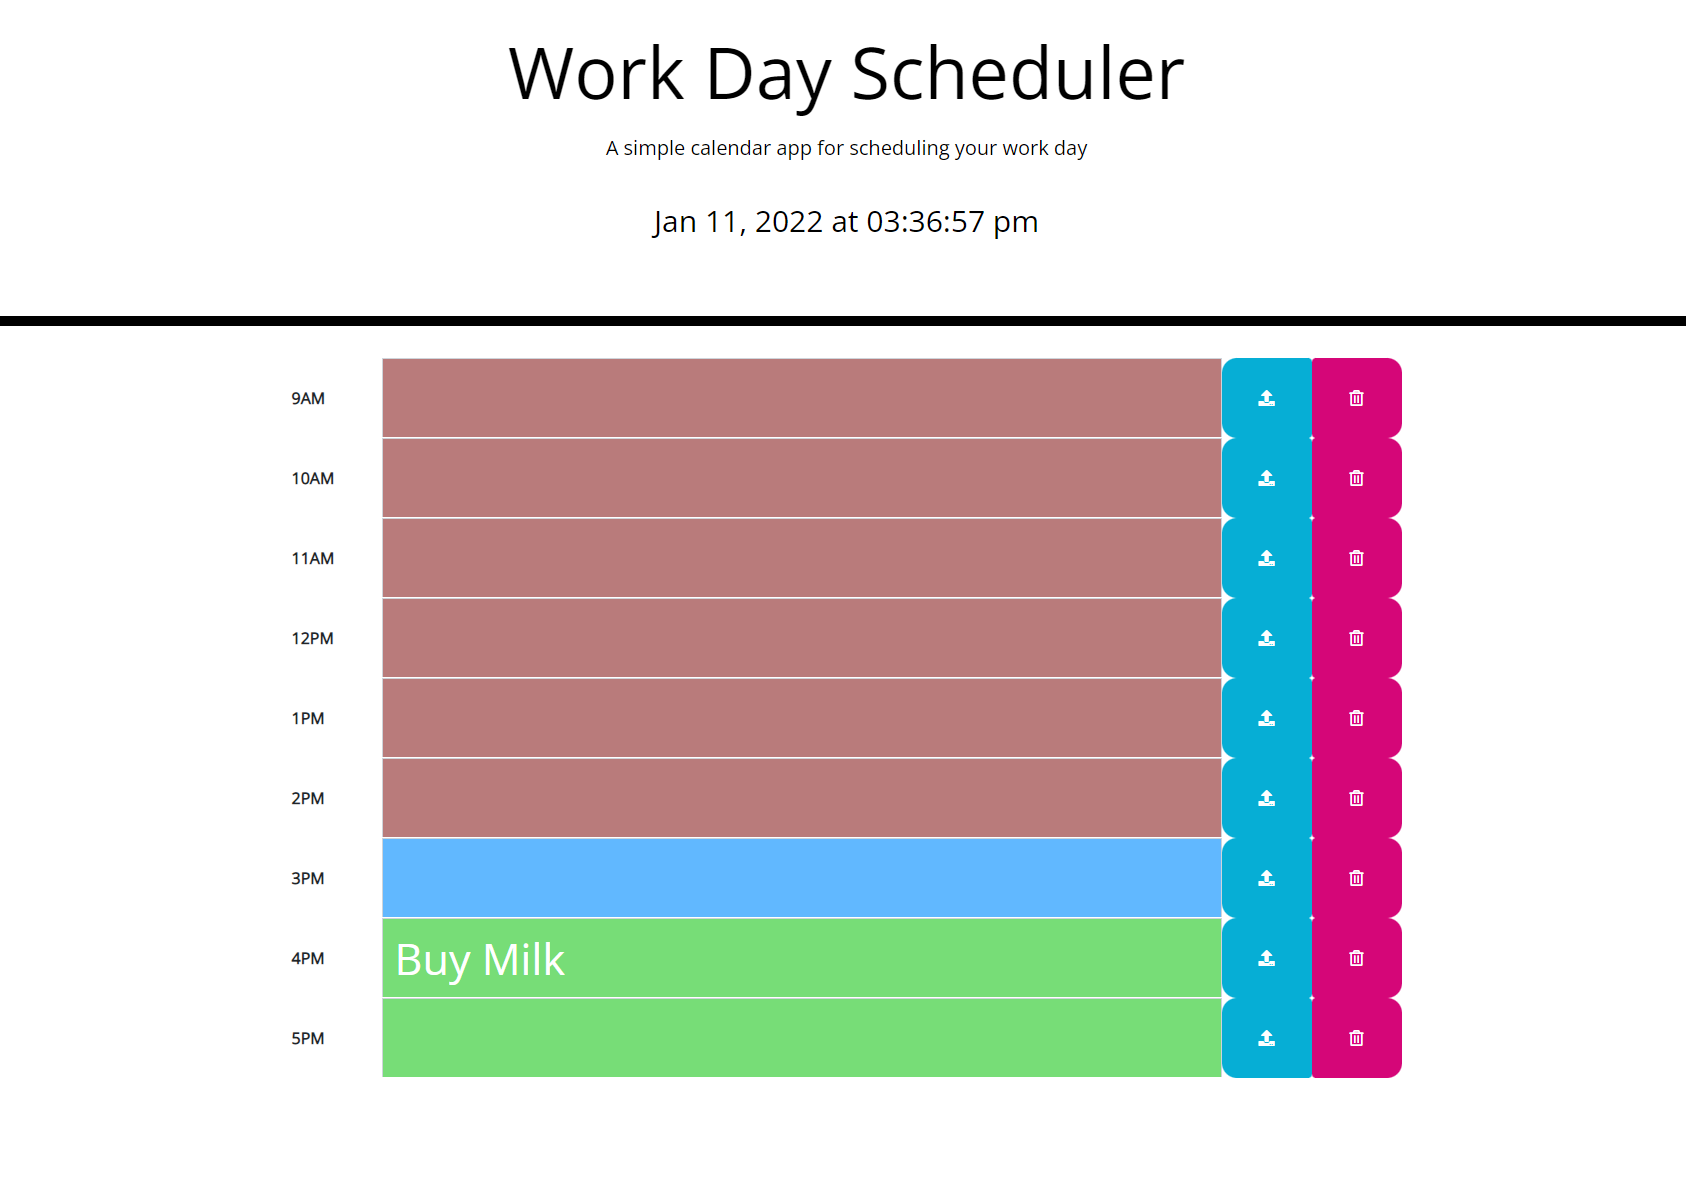 Work Day Scheduler
A simple calendar app for scheduling your work day
Jan 11, 2022 at 03:36:57 pm
9AM
10AM
11AM
12PM
1PM
2PM
3PM
4PM Buy Milk
5PM